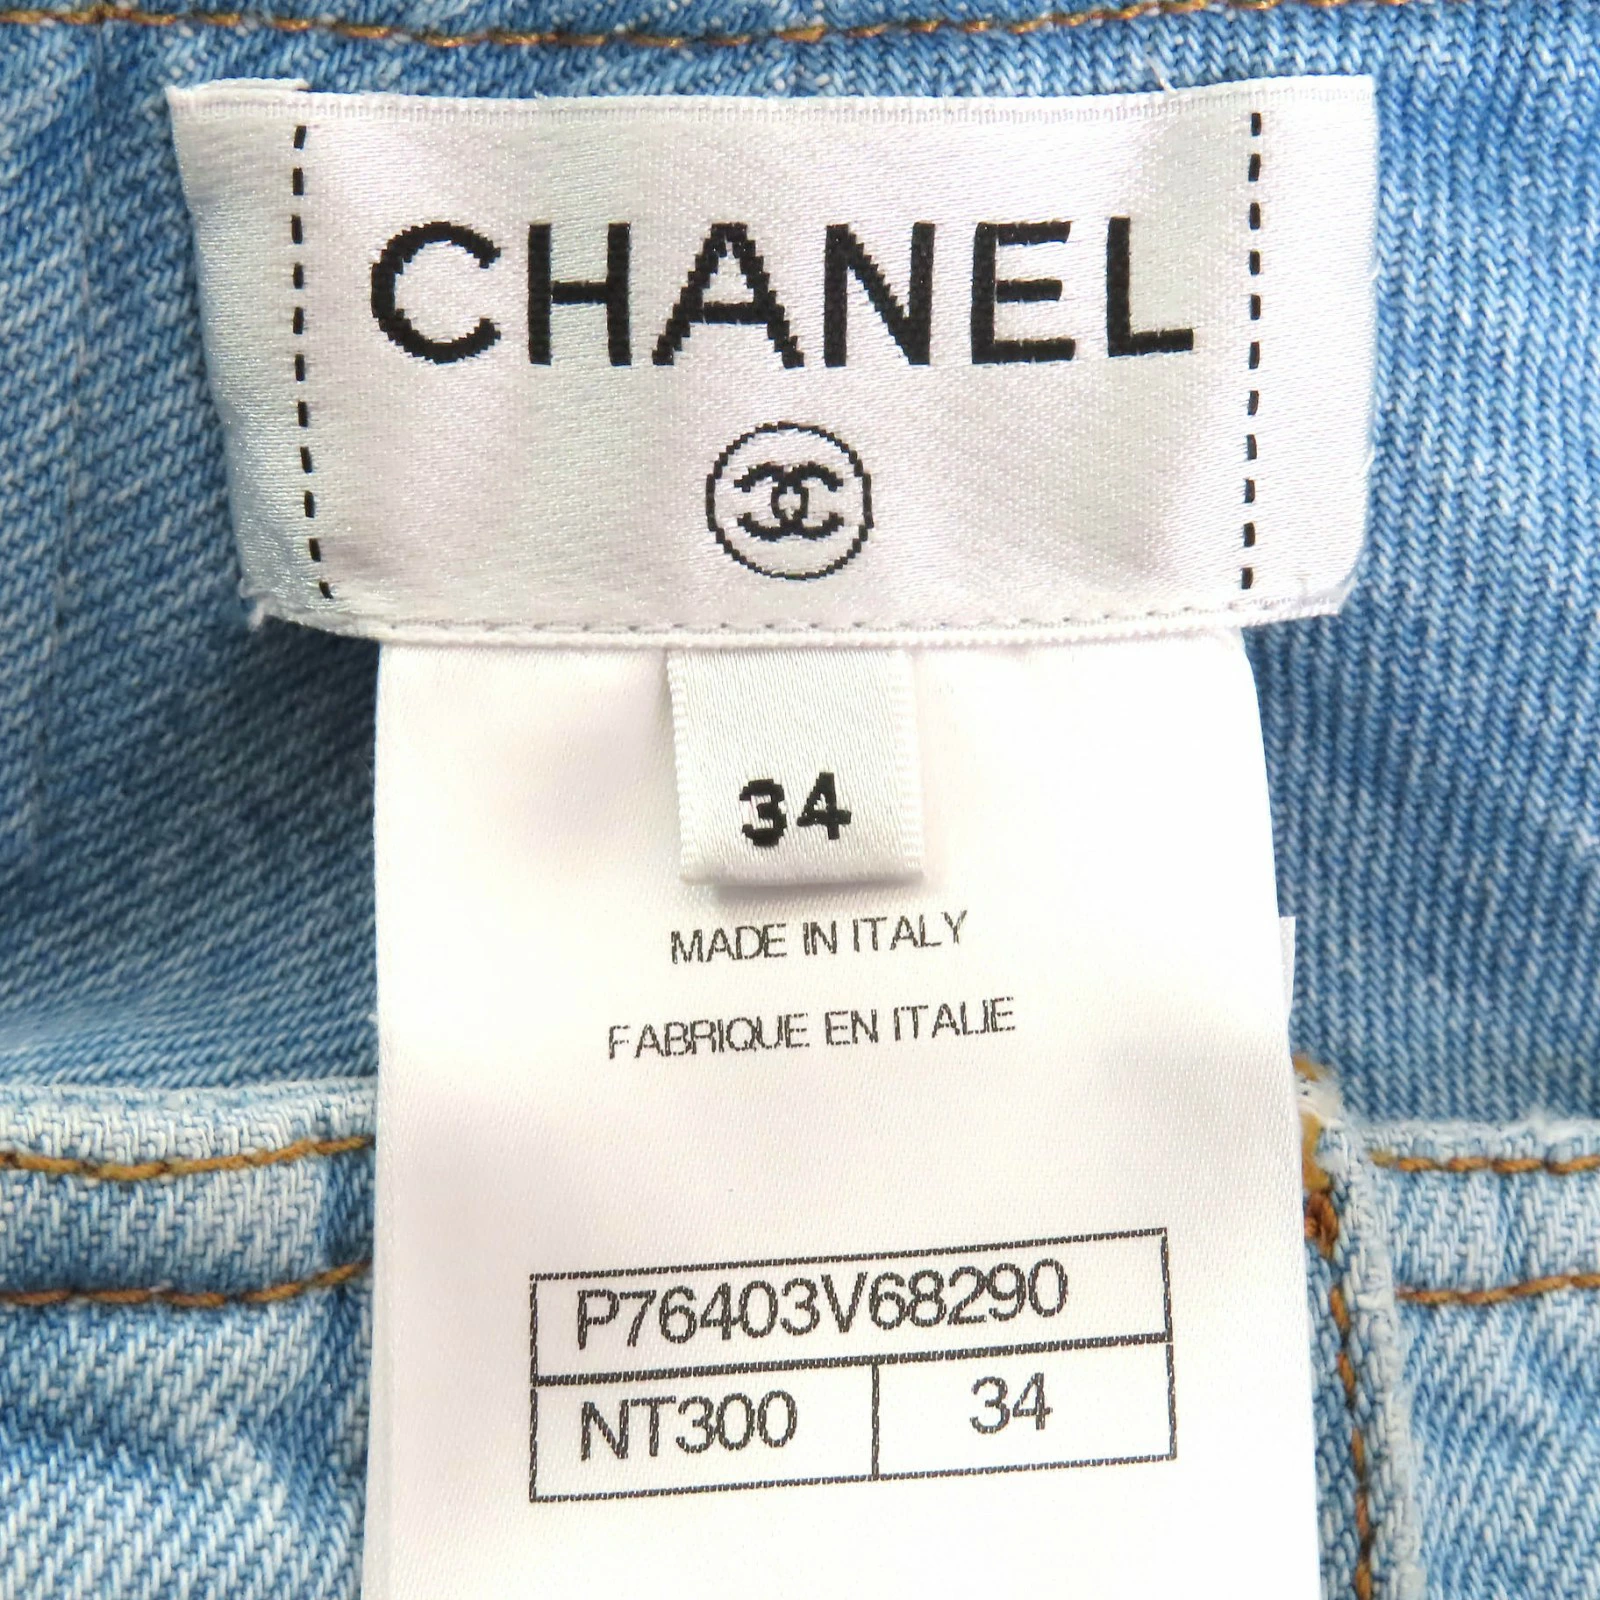 CHANEL
34
MADE IN ITALY
FABRIQUE EN ITALIE
P76403V68290
NT300 34